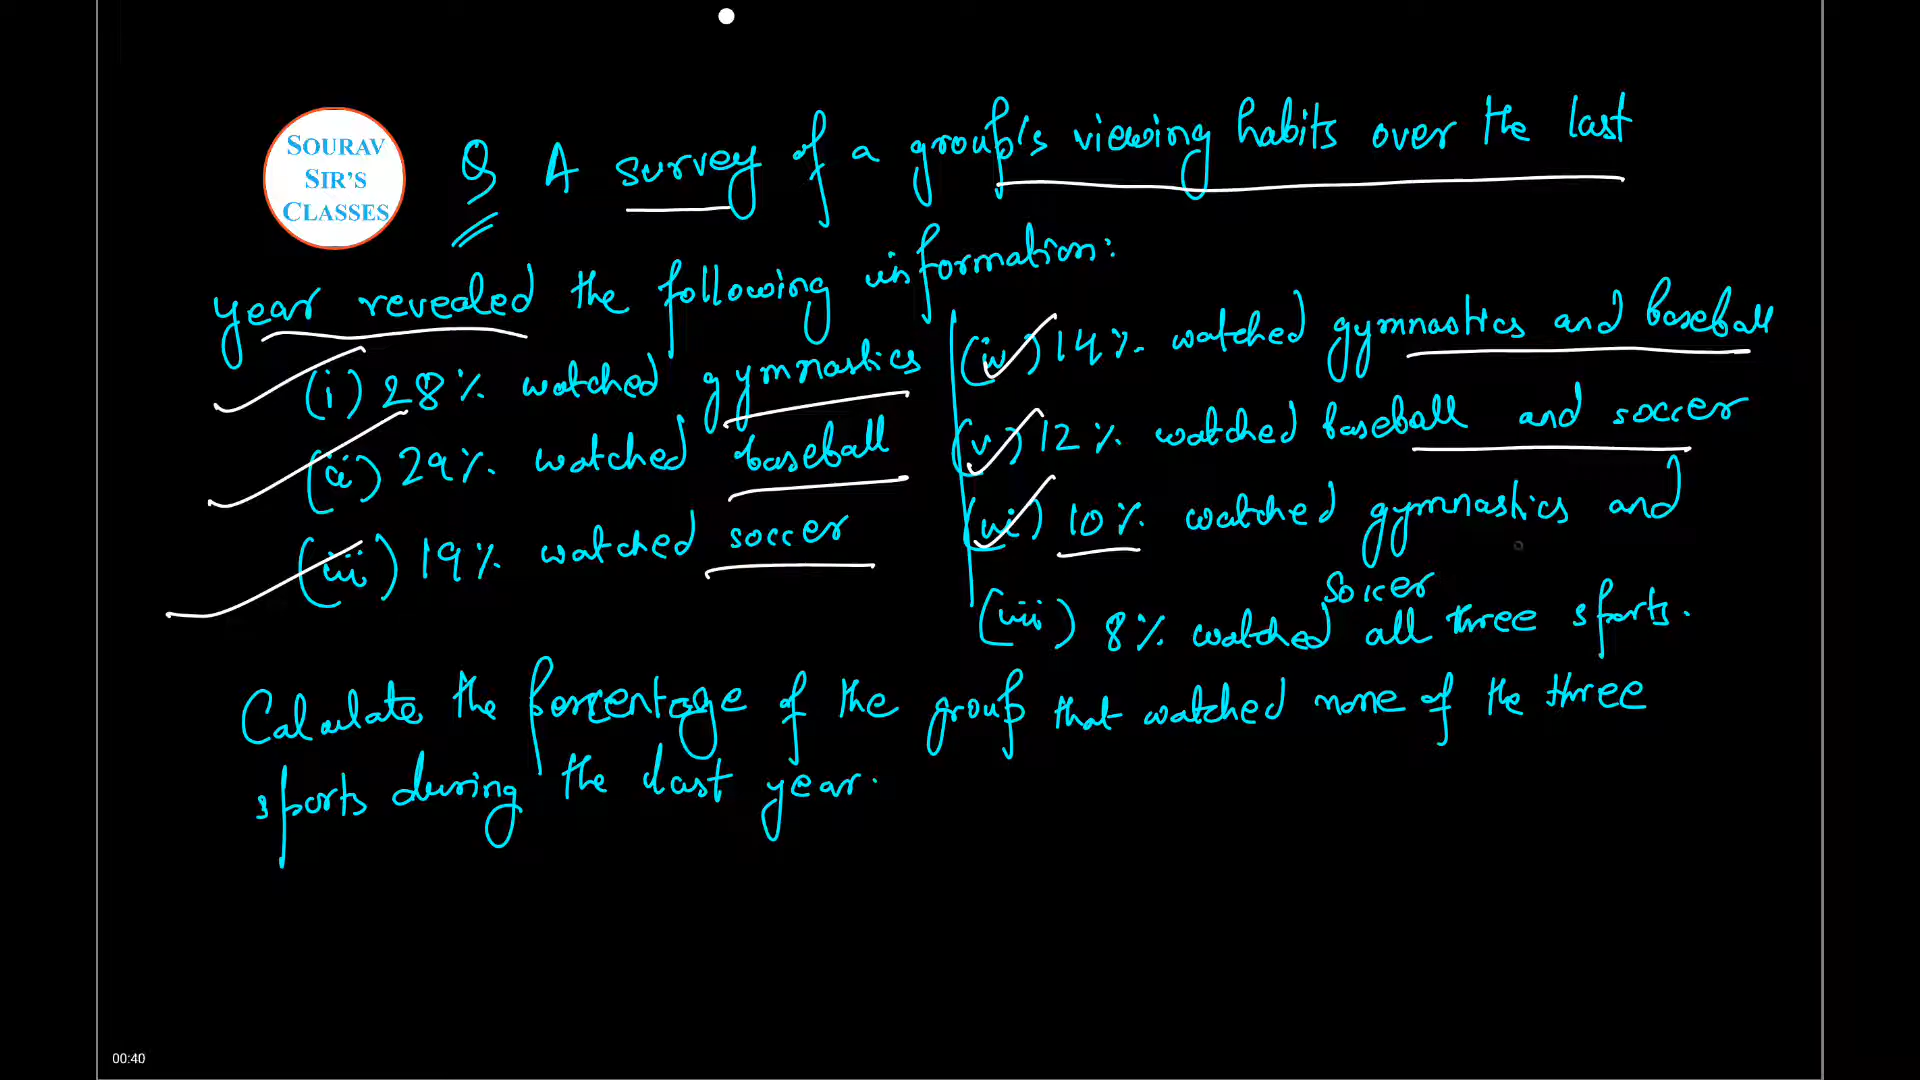 SOURAV
SIR'S
CLASSES
Q A survey of a group's viewing habits over the last
year revealed the following information:
(i) 28% watched gymnastics
(ii) 29% watched baseball
(iii) 19% watched soccer
(iv) 14% watched gymnastics and baseball
(v) 12% watched baseball and soccer
(vi) 10% watched gymnastics and
soccer
(vii) 8% watched all three sports.
Calculate the percentage of the group that watched none of the three
sports during the last year.
00:40